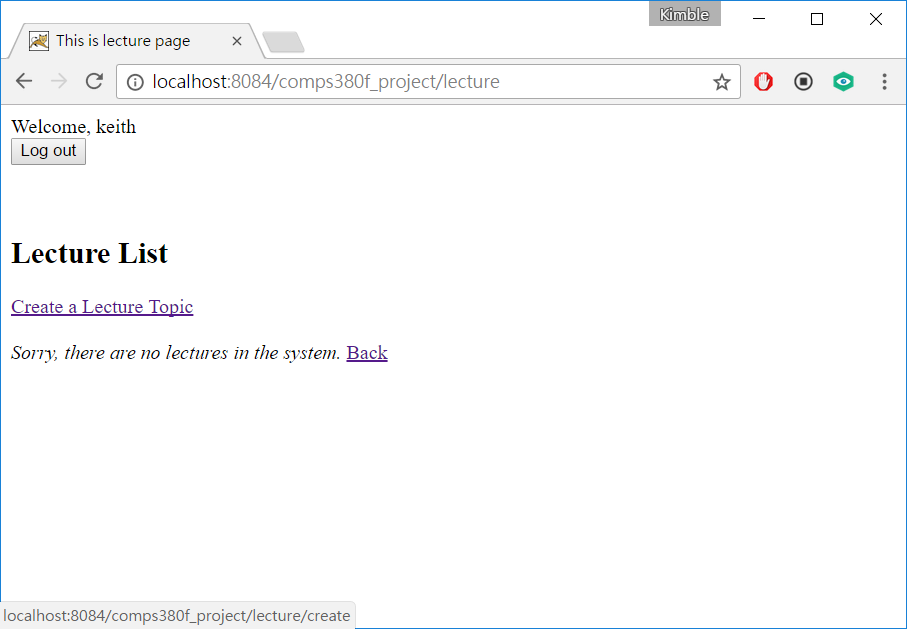 Kimble
This is lecture page
localhost:8084/comps380f_project/lecture
Welcome, keith
Log out
Lecture List
Create a Lecture Topic
Sorry, there are no lectures in the system. Back
localhost:8084/comps380f_project/lecture/create